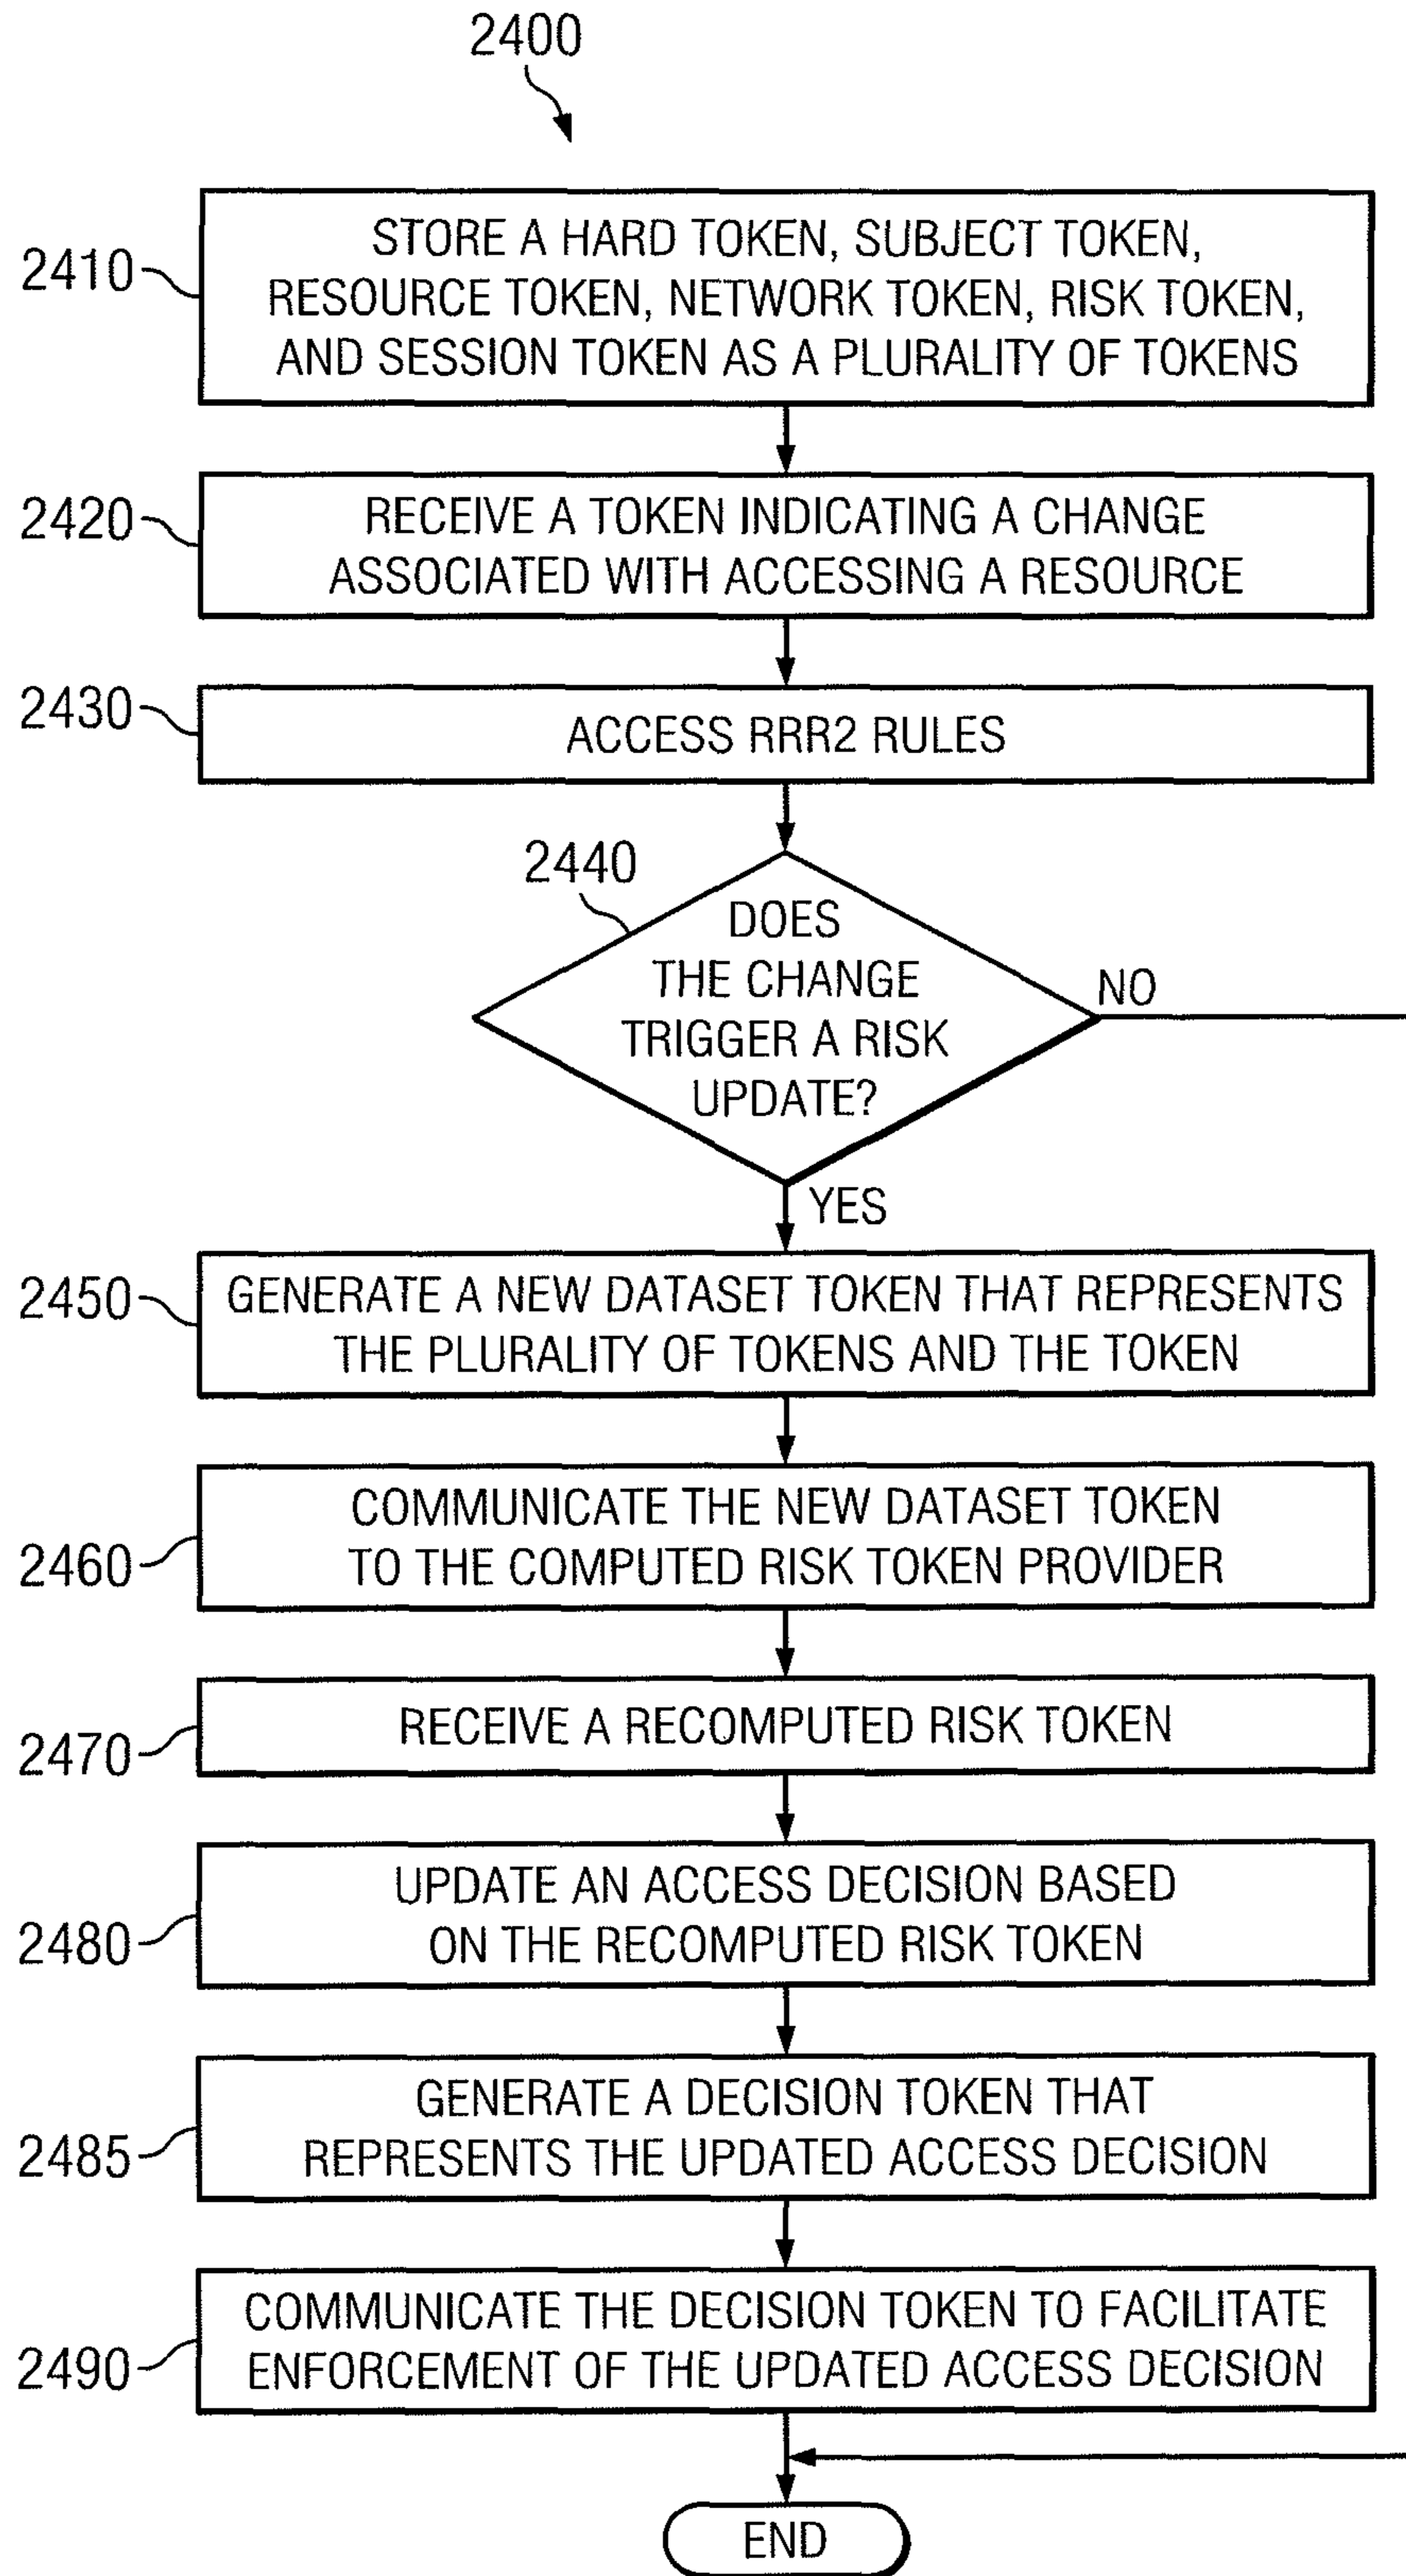 2400
2410
STORE A HARD TOKEN, SUBJECT TOKEN,
RESOURCE TOKEN, NETWORK TOKEN, RISK TOKEN,
AND SESSION TOKEN AS A PLURALITY OF TOKENS
2420
RECEIVE A TOKEN INDICATING A CHANGE
ASSOCIATED WITH ACCESSING A RESOURCE
2430
ACCESS RRR2 RULES
2440
DOES
THE CHANGE
TRIGGER A RISK
UPDATE?
NO
YES
2450
GENERATE A NEW DATASET TOKEN THAT REPRESENTS
THE PLURALITY OF TOKENS AND THE TOKEN
2460
COMMUNICATE THE NEW DATASET TOKEN
TO THE COMPUTED RISK TOKEN PROVIDER
2470
RECEIVE A RECOMPUTED RISK TOKEN
2480
UPDATE AN ACCESS DECISION BASED
ON THE RECOMPUTED RISK TOKEN
2485
GENERATE A DECISION TOKEN THAT
REPRESENTS THE UPDATED ACCESS DECISION
2490
COMMUNICATE THE DECISION TOKEN TO FACILITATE
ENFORCEMENT OF THE UPDATED ACCESS DECISION
END